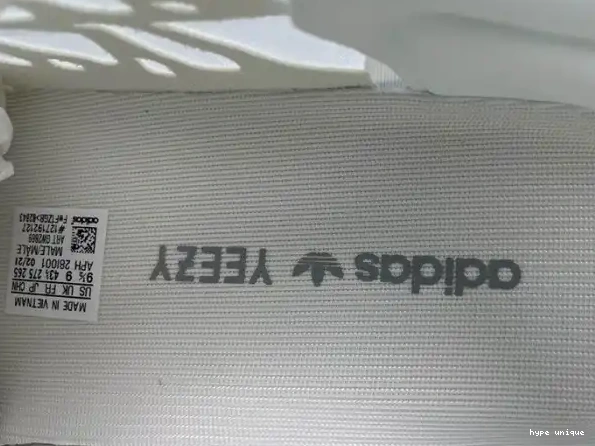 adidas YEEZY
MADE IN VIETNAM
US UK FR JP CHN
9½ 9 43⅓ 275 265
APH 281001 02/21
MALE/MALE
ART GW2869
#127192127
adidas
hype unique